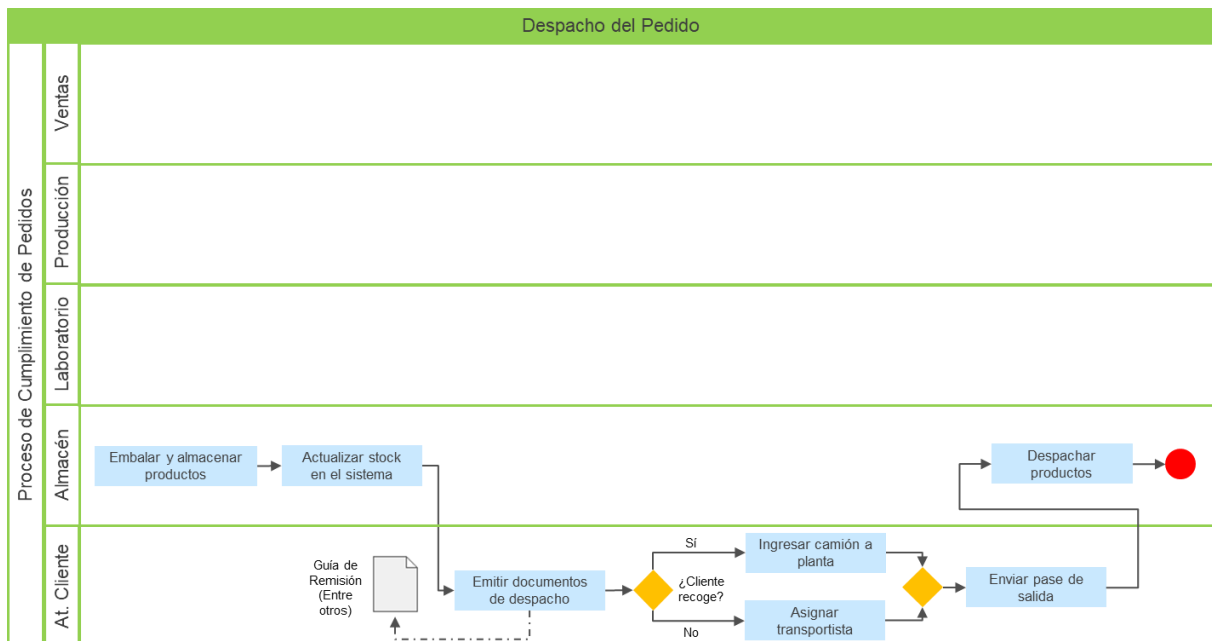 Despacho del Pedido
Proceso de Cumplimiento de Pedidos
Ventas
Producción
Laboratorio
Almacén
Embalar y almacenar
productos
Actualizar stock
en el sistema
Despachar
productos
At. Cliente
Guía de
Remisión
(Entre
otros)
Emitir documentos
de despacho
¿Cliente
recoge?
Sí
Ingresar camión a
planta
No
Asignar
transportista
Enviar pase de
salida